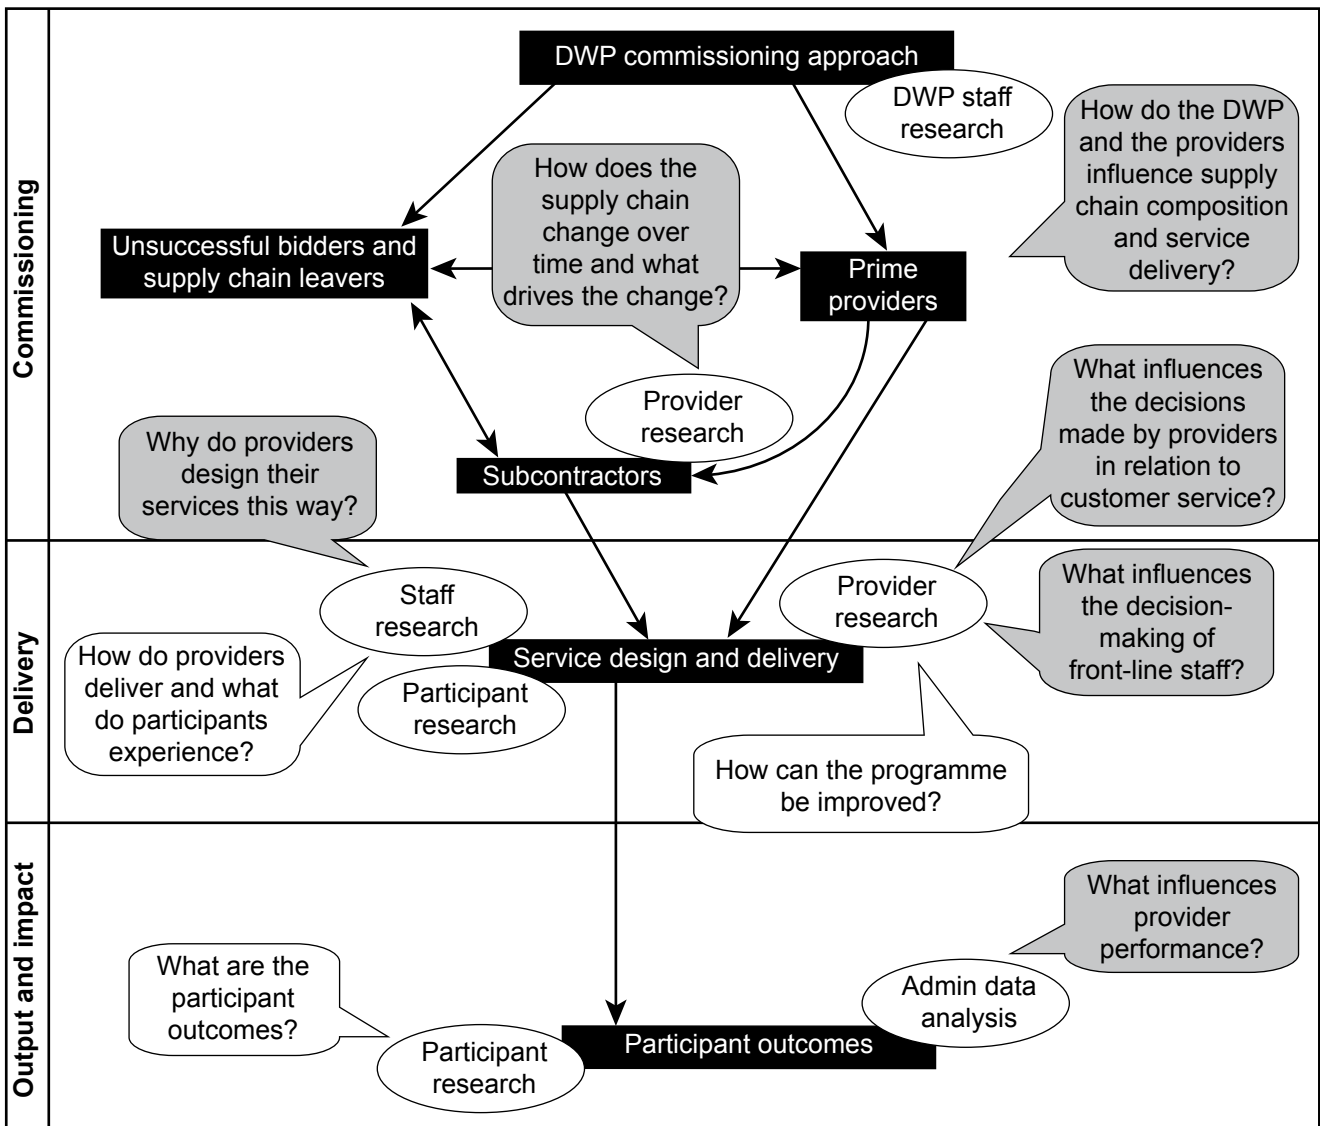 Commissioning
DWP commissioning approach
DWP staff
research
How do the DWP
and the providers
influence supply
chain composition
and service
delivery?
How does the
supply chain
change over
time and what
drives the change?
Unsuccessful bidders and
supply chain leavers
Prime
providers
What influences
the decisions
made by providers
in relation to
customer service?
Provider
research
Why do providers
design their
services this way?
Subcontractors
Delivery
Staff
research
Provider
research
What influences
the decision-
making of
front-line staff?
How do providers
deliver and what
do participants
experience?
Service design and delivery
Participant
research
How can the programme
be improved?
Output and impact
What influences
provider
performance?
What are the
participant
outcomes?
Admin data
analysis
Participant outcomes
Participant
research